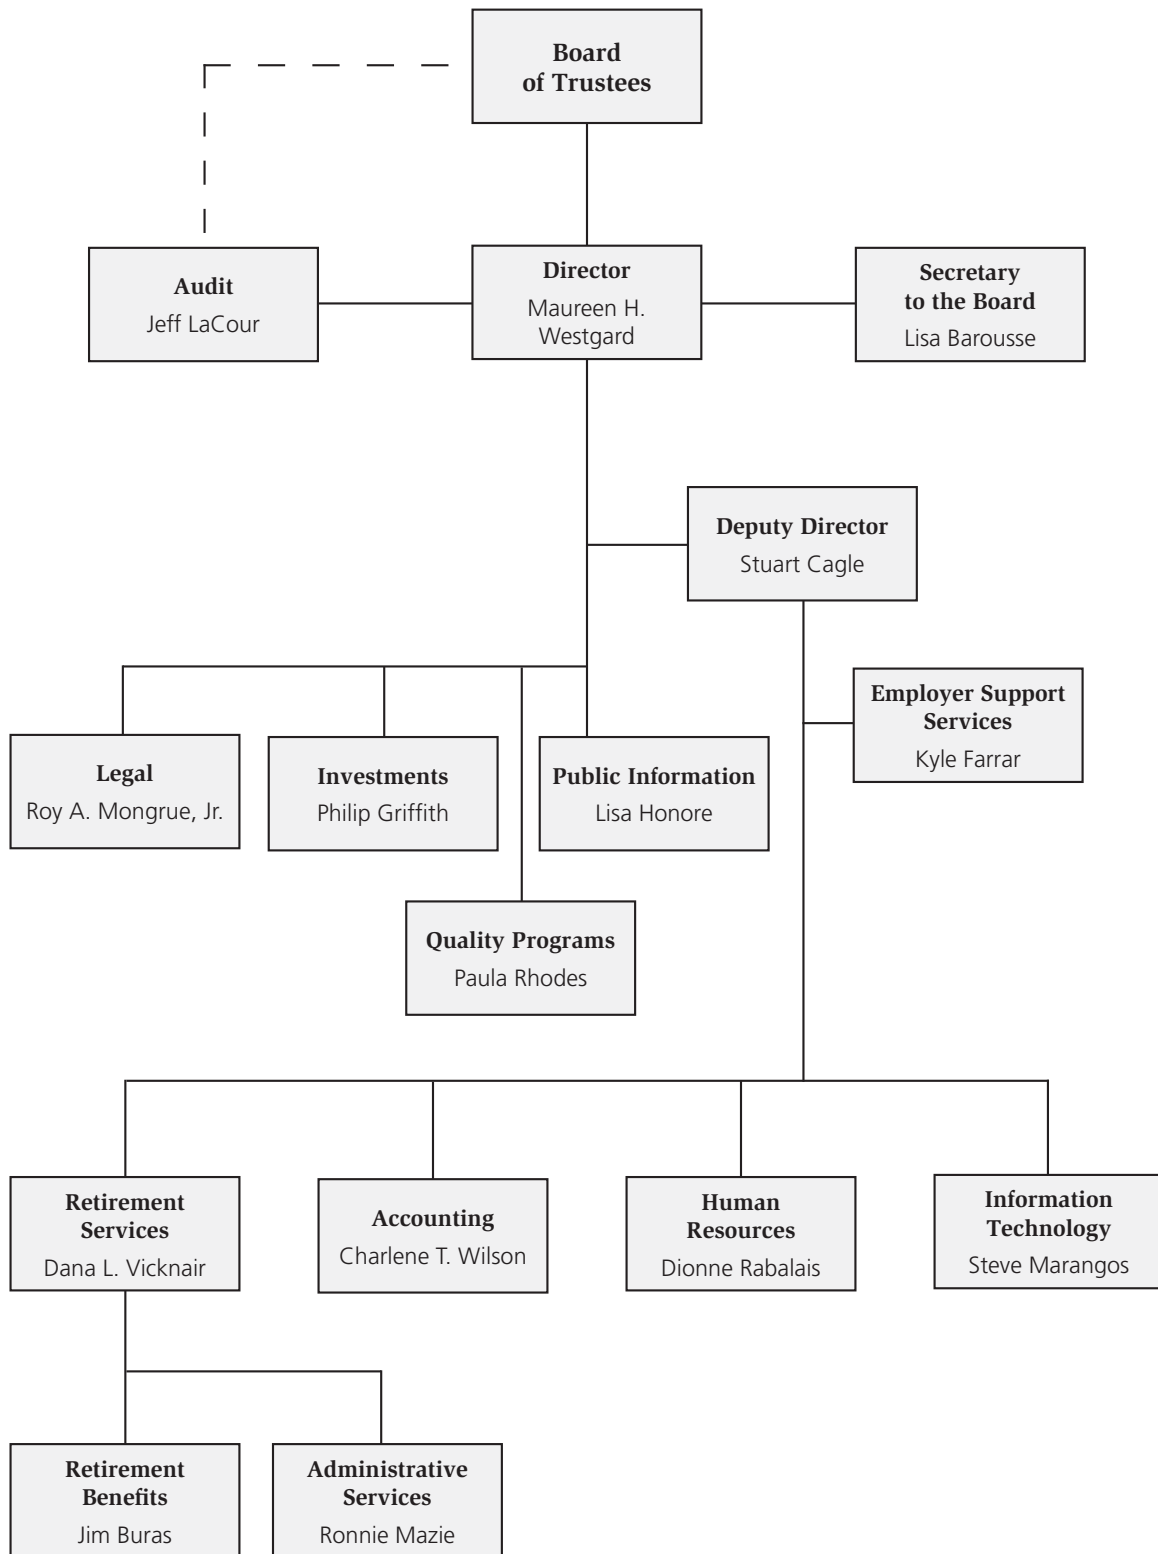 Board
of Trustees
Audit
Jeff LaCour
Director
Maureen H.
Westgard
Secretary
to the Board
Lisa Barousse
Deputy Director
Stuart Cagle
Employer Support
Services
Kyle Farrar
Legal
Roy A. Mongrue, Jr.
Investments
Philip Griffith
Public Information
Lisa Honore
Quality Programs
Paula Rhodes
Retirement
Services
Dana L. Vicknair
Accounting
Charlene T. Wilson
Human
Resources
Dionne Rabalais
Information
Technology
Steve Marangos
Retirement
Benefits
Jim Buras
Administrative
Services
Ronnie Mazie